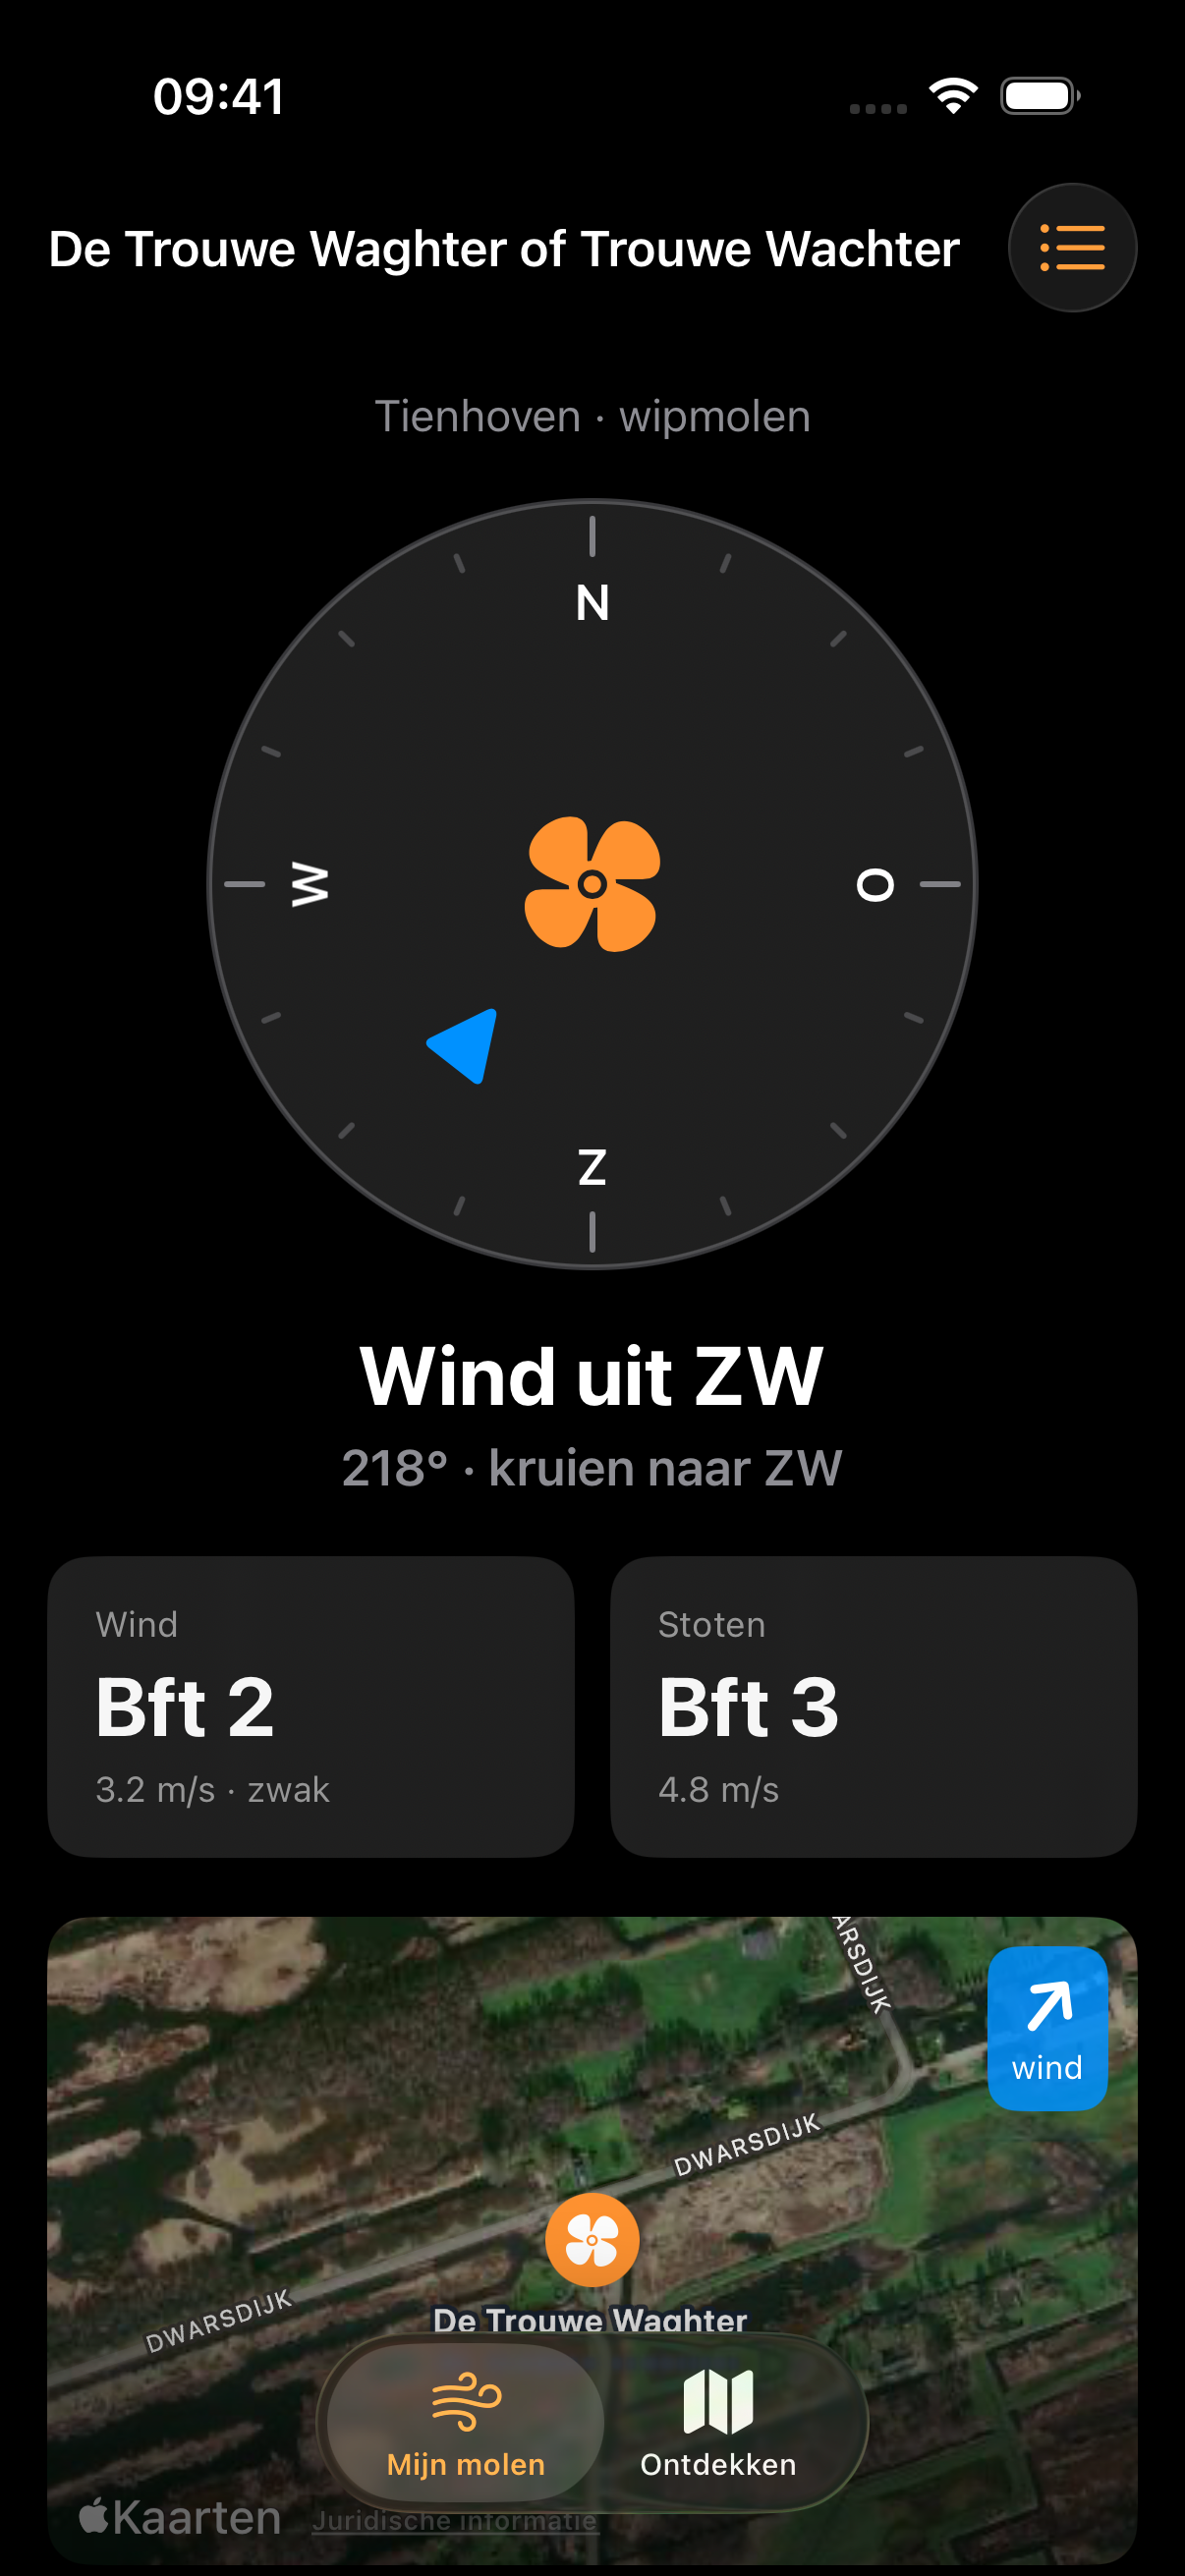 09:41
De Trouwe Waghter of Trouwe Wachter
Tienhoven · wipmolen
N
W
O
Z
Wind uit ZW
218° · kruien naar ZW
Wind
Bft 2
3.2 m/s · zwak
Stoten
Bft 3
4.8 m/s
ARSDIJK
wind
DWARSDIJK
De Trouwe Waghter
DWARSDIJK
Mijn molen
Ontdekken
Kaarten
Juridische informatie